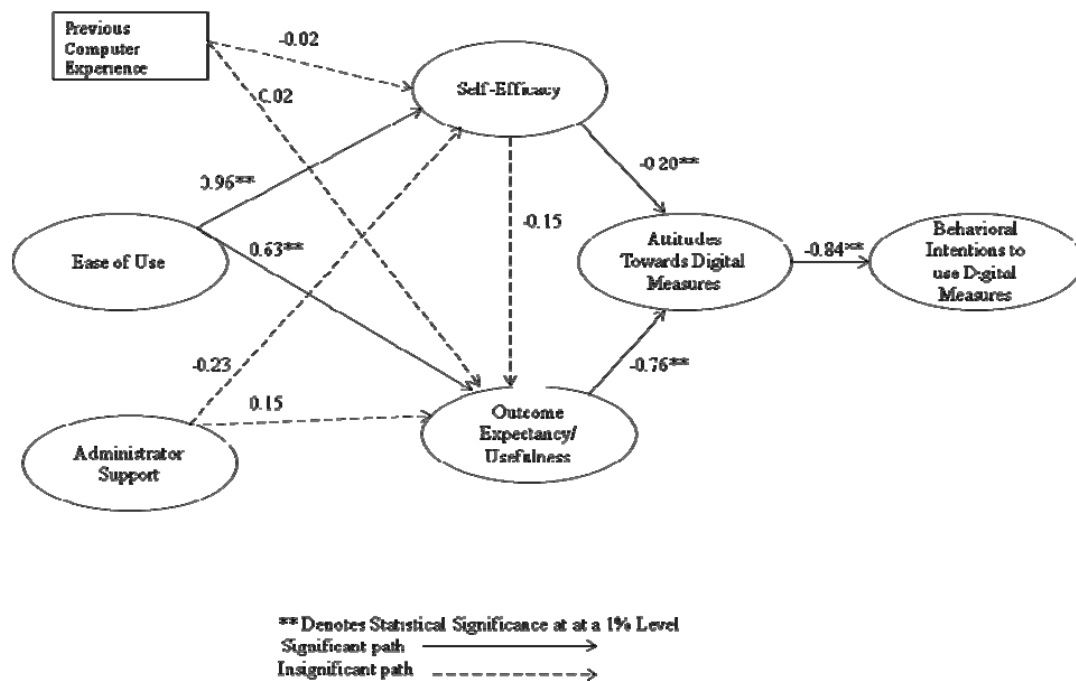 Previous
Computer
Experience
-0.02
0.02
Self-Efficacy
-0.20**
0.96**
-0.15
Ease of Use
0.63**
Attitudes
Towards Digital
Measures
-0.84**
Behavioral
Intentions to
use Digital
Measures
-0.23
-0.76**
0.15
Administrator
Support
Outcome
Expectancy/
Usefulness
** Denotes Statistical Significance at at a 1% Level
Significant path
Insignificant path